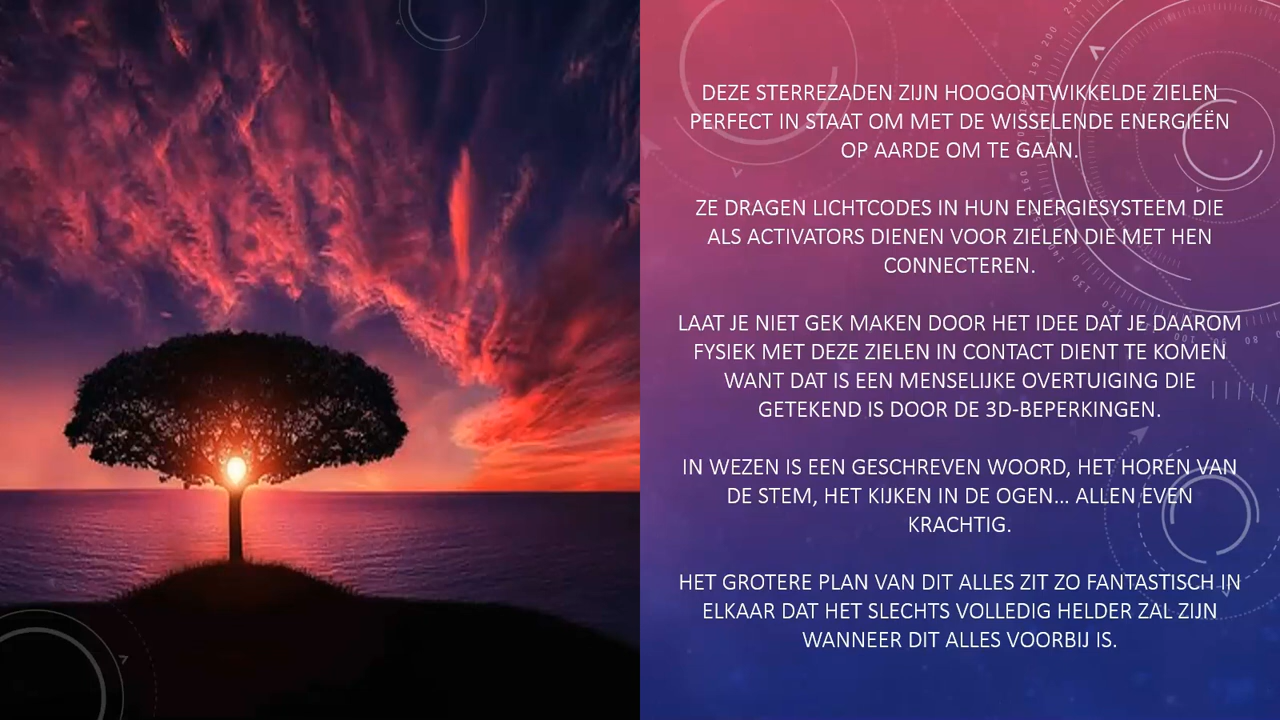 DEZE STERREZADEN ZIJN HOOGONTWIKKELDE ZIELEN
PERFECT IN STAAT OM MET DE WISSELENDE ENERGIEËN
OP AARDE OM TE GAAN.
ZE DRAGEN LICHTCODES IN HUN ENERGIESYSTEEM DIE
ALS ACTIVATORS DIENEN VOOR ZIELEN DIE MET HEN
CONNECTEREN.
LAAT JE NIET GEK MAKEN DOOR HET IDEE DAT JE DAAROM
FYSIEK MET DEZE ZIELEN IN CONTACT DIENT TE KOMEN
WANT DAT IS EEN MENSELIJKE OVERTUIGING DIE
GETEKEND IS DOOR DE 3D-BEPERKINGEN.
IN WEZEN IS EEN GESCHREVEN WOORD, HET HOREN VAN
DE STEM, HET KIJKEN IN DE OGEN... ALLEN EVEN
KRACHTIG.
HET GROTERE PLAN VAN DIT ALLES ZIT ZO FANTASTISCH IN
ELKAAR DAT HET SLECHTS VOLLEDIG HELDER ZAL ZIJN
WANNEER DIT ALLES VOORBIJ IS.